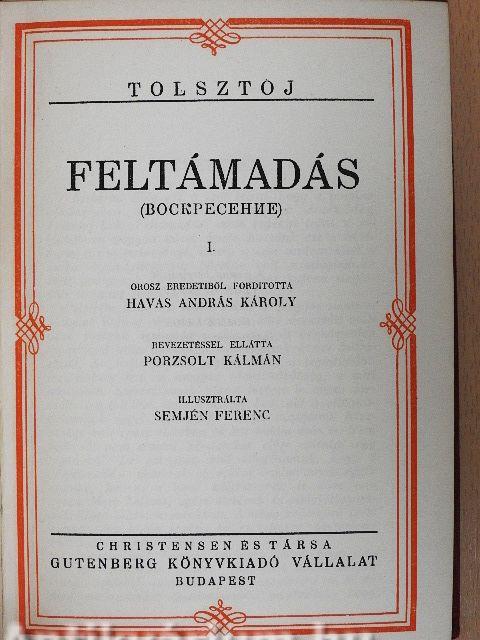 TOLSZTOJ
FELTÁMADÁS
(ВОСКРЕСЕНИЕ)
I.
OROSZ EREDETIBŐL FORDITOTTA
HAVAS ANDRÁS KÁROLY
BEVEZETÉSSEL ELLÁTTA
PORZSOLT KÁLMÁN
ILLUSZTRÁLTA
SEMJÉN FERENC
CHRISTENSEN ÉS TÁRSA
GUTENBERG KÖNYVKIADÓ VÁLLALAT
BUDAPEST